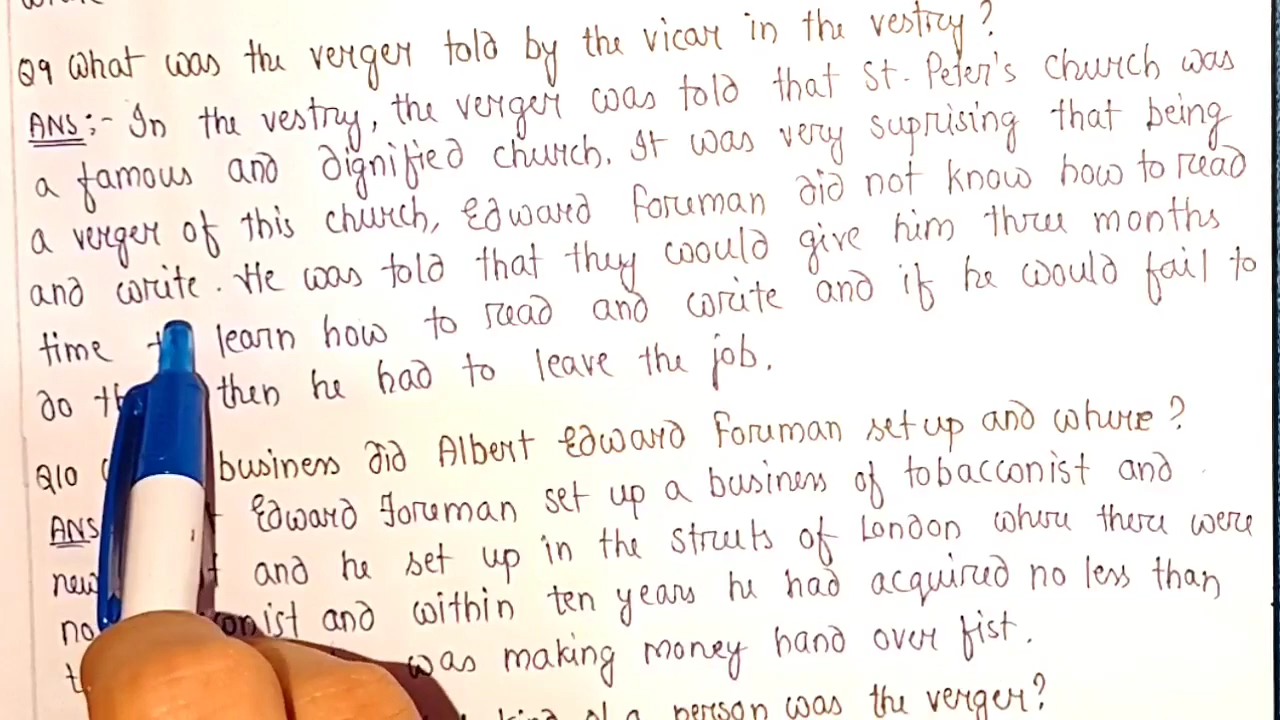 Q9 What was the verger told by the vicar in the vestry?
ANS:- In the vestry, the verger was told that St. Peter's church was
a famous and dignified church. It was very suprising that being
a verger of this church, Edward Foreman did not know how to read
and write. He was told that they would give him three months
time learn how to read and write and if he would fail to
do then he had to leave the job.
Q10 business did Albert Edward Foreman set up and where?
ANS Edward Foreman set up a business of tobacconist and
and he set up in the streets of London where there were
no and within ten years he had acquired no less than
was making money hand over fist.
of a person was the verger?